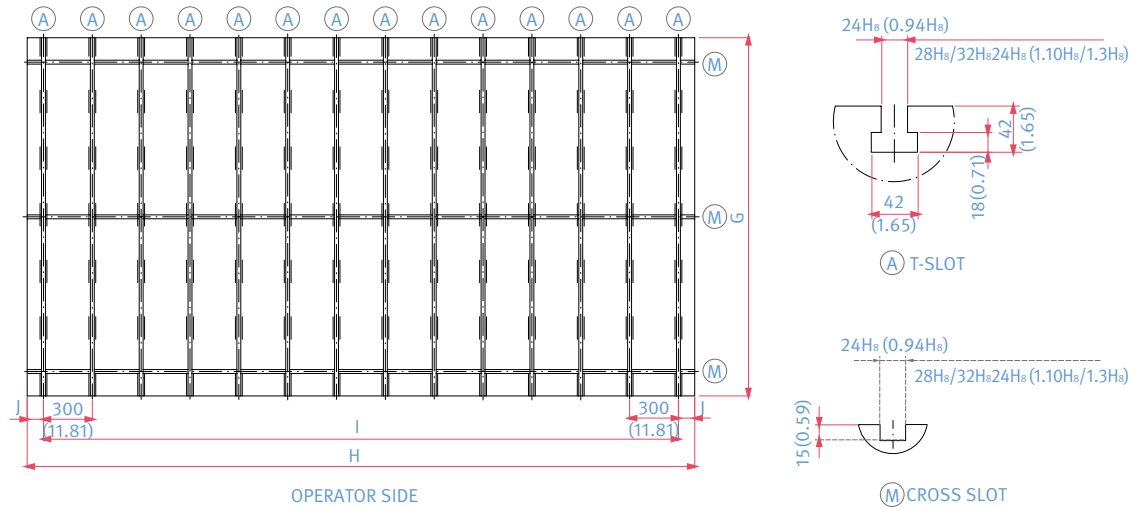 A A A A A A A A A A A A A A
M
M
G
M
J 300 300 J
(11.81) I (11.81)
H
OPERATOR SIDE
24H₈ (0.94H₈)
28H₈/32H₈24H₈ (1.10H₈/1.3H₈)
42
(1.65)
18(0.71)
42
(1.65)
A T-SLOT
24H₈ (0.94H₈)
28H₈/32H₈24H₈ (1.10H₈/1.3H₈)
15(0.59)
M CROSS SLOT